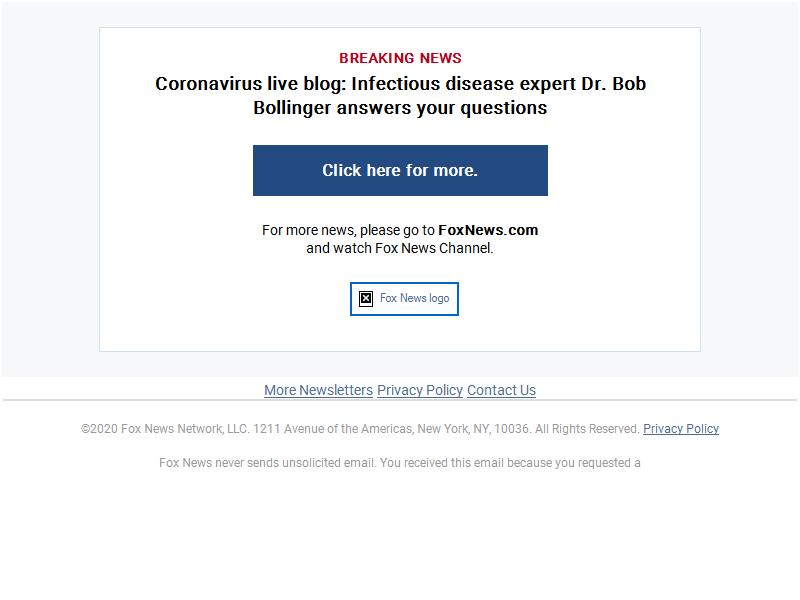 BREAKING NEWS
Coronavirus live blog: Infectious disease expert Dr. Bob
Bollinger answers your questions
Click here for more.
For more news, please go to FoxNews.com
and watch Fox News Channel.
Fox News logo
More Newsletters Privacy Policy Contact Us
©2020 Fox News Network, LLC. 1211 Avenue of the Americas, New York, NY, 10036. All Rights Reserved. Privacy Policy
Fox News never sends unsolicited email. You received this email because you requested a